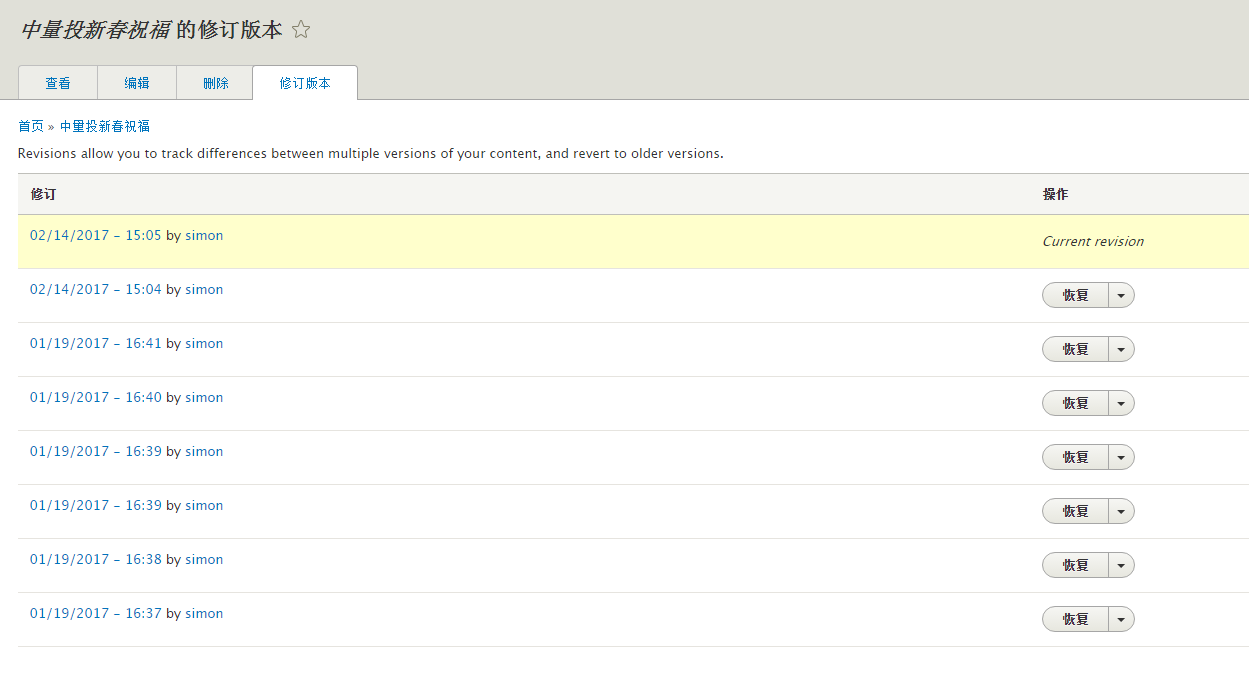 中量投新春祝福 的修订版本
查看 编辑 删除 修订版本
首页 » 中量投新春祝福
Revisions allow you to track differences between multiple versions of your content, and revert to older versions.
修订 操作
02/14/2017 - 15:05 by simon Current revision
02/14/2017 - 15:04 by simon 恢复
01/19/2017 - 16:41 by simon 恢复
01/19/2017 - 16:40 by simon 恢复
01/19/2017 - 16:39 by simon 恢复
01/19/2017 - 16:39 by simon 恢复
01/19/2017 - 16:38 by simon 恢复
01/19/2017 - 16:37 by simon 恢复